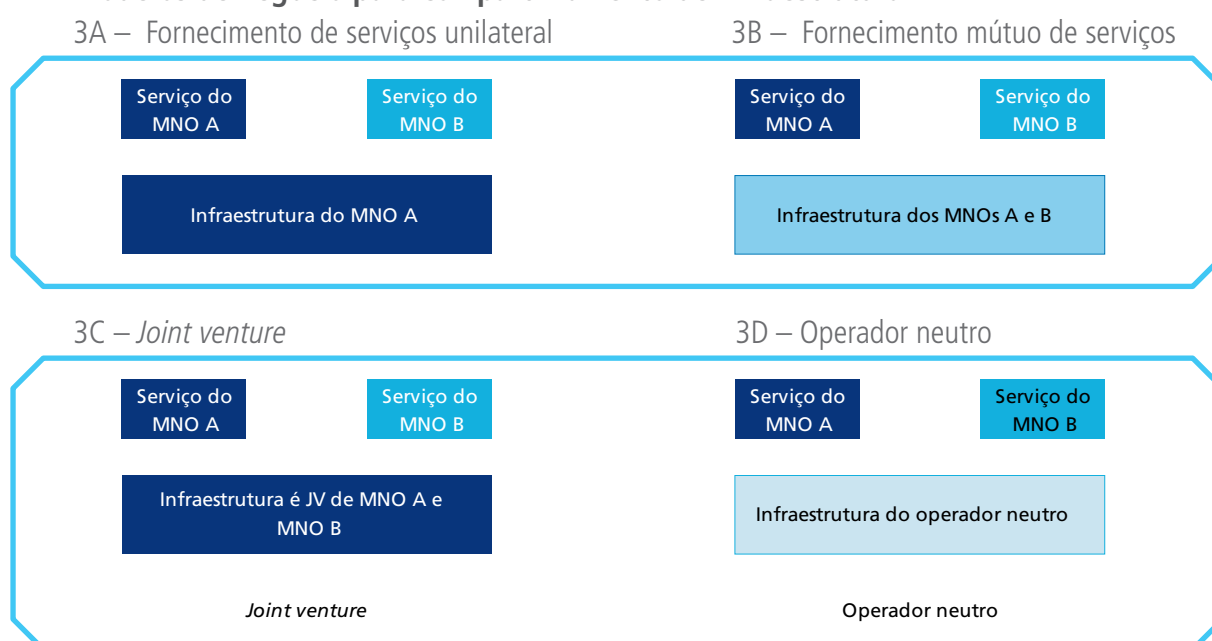 3A – Fornecimento de serviços unilateral
3B – Fornecimento mútuo de serviços
Serviço do
MNO A
Serviço do
MNO B
Serviço do
MNO A
Serviço do
MNO B
Infraestrutura do MNO A
Infraestrutura dos MNOs A e B
3C – Joint venture
3D – Operador neutro
Serviço do
MNO A
Serviço do
MNO B
Serviço do
MNO A
Serviço do
MNO B
Infraestrutura é JV de MNO A e
MNO B
Infraestrutura do operador neutro
Joint venture
Operador neutro